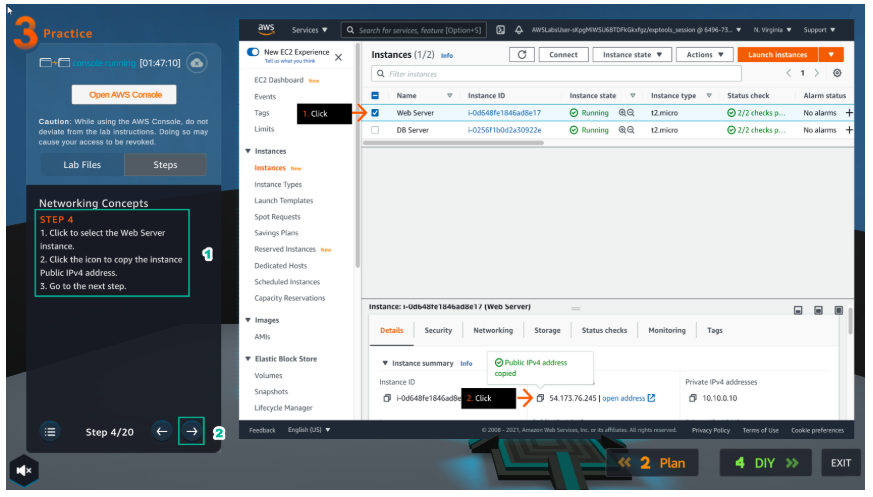 3 Practice
console running [01:47:10]
Open AWS Console
Caution: While using the AWS Console, do not
deviate from the lab instructions. Doing so may
cause your access to be revoked.
Lab Files Steps
Networking Concepts
STEP 4
1. Click to select the Web Server
instance.
2. Click the icon to copy the instance
Public IPv4 address.
3. Go to the next step.
1
Step 4/20
2
aws Services Search for services, feature [Option+S] N. Virginia Support
New EC2 Experience
Tell us what you think
EC2 Dashboard New
Events
Tags
Limits
Instances
Instances New
Instance Types
Launch Templates
Spot Requests
Savings Plans
Reserved Instances New
Dedicated Hosts
Scheduled Instances
Capacity Reservations
Images
AMIs
Elastic Block Store
Volumes
Snapshots
Lifecycle Manager
Instances (1/2) Info Connect Instance state Actions Launch instances
Filter instances 1
Name Instance ID Instance state Instance type Status check Alarm status
1. Click
Web Server i-0d648fe1846ad8e17 Running t2.micro 2/2 checks p... No alarms
DB Server i-0256f1b0d2a30922e Running t2.micro 2/2 checks p... No alarms
Instance: i-0d648fe1846ad8e17 (Web Server)
Details Security Networking Storage Status checks Monitoring Tags
Instance summary Info
Public IPv4 address
copied
Instance ID Private IPv4 addresses
i-0d648fe1846ad8e 2. Click 54.173.76.245 | open address 10.10.0.10
Feedback English (US) © 2008 - 2021, Amazon Web Services, Inc. or its affiliates. All rights reserved. Privacy Policy Terms of Use Cookie preferences
2 Plan 4 DIY EXIT